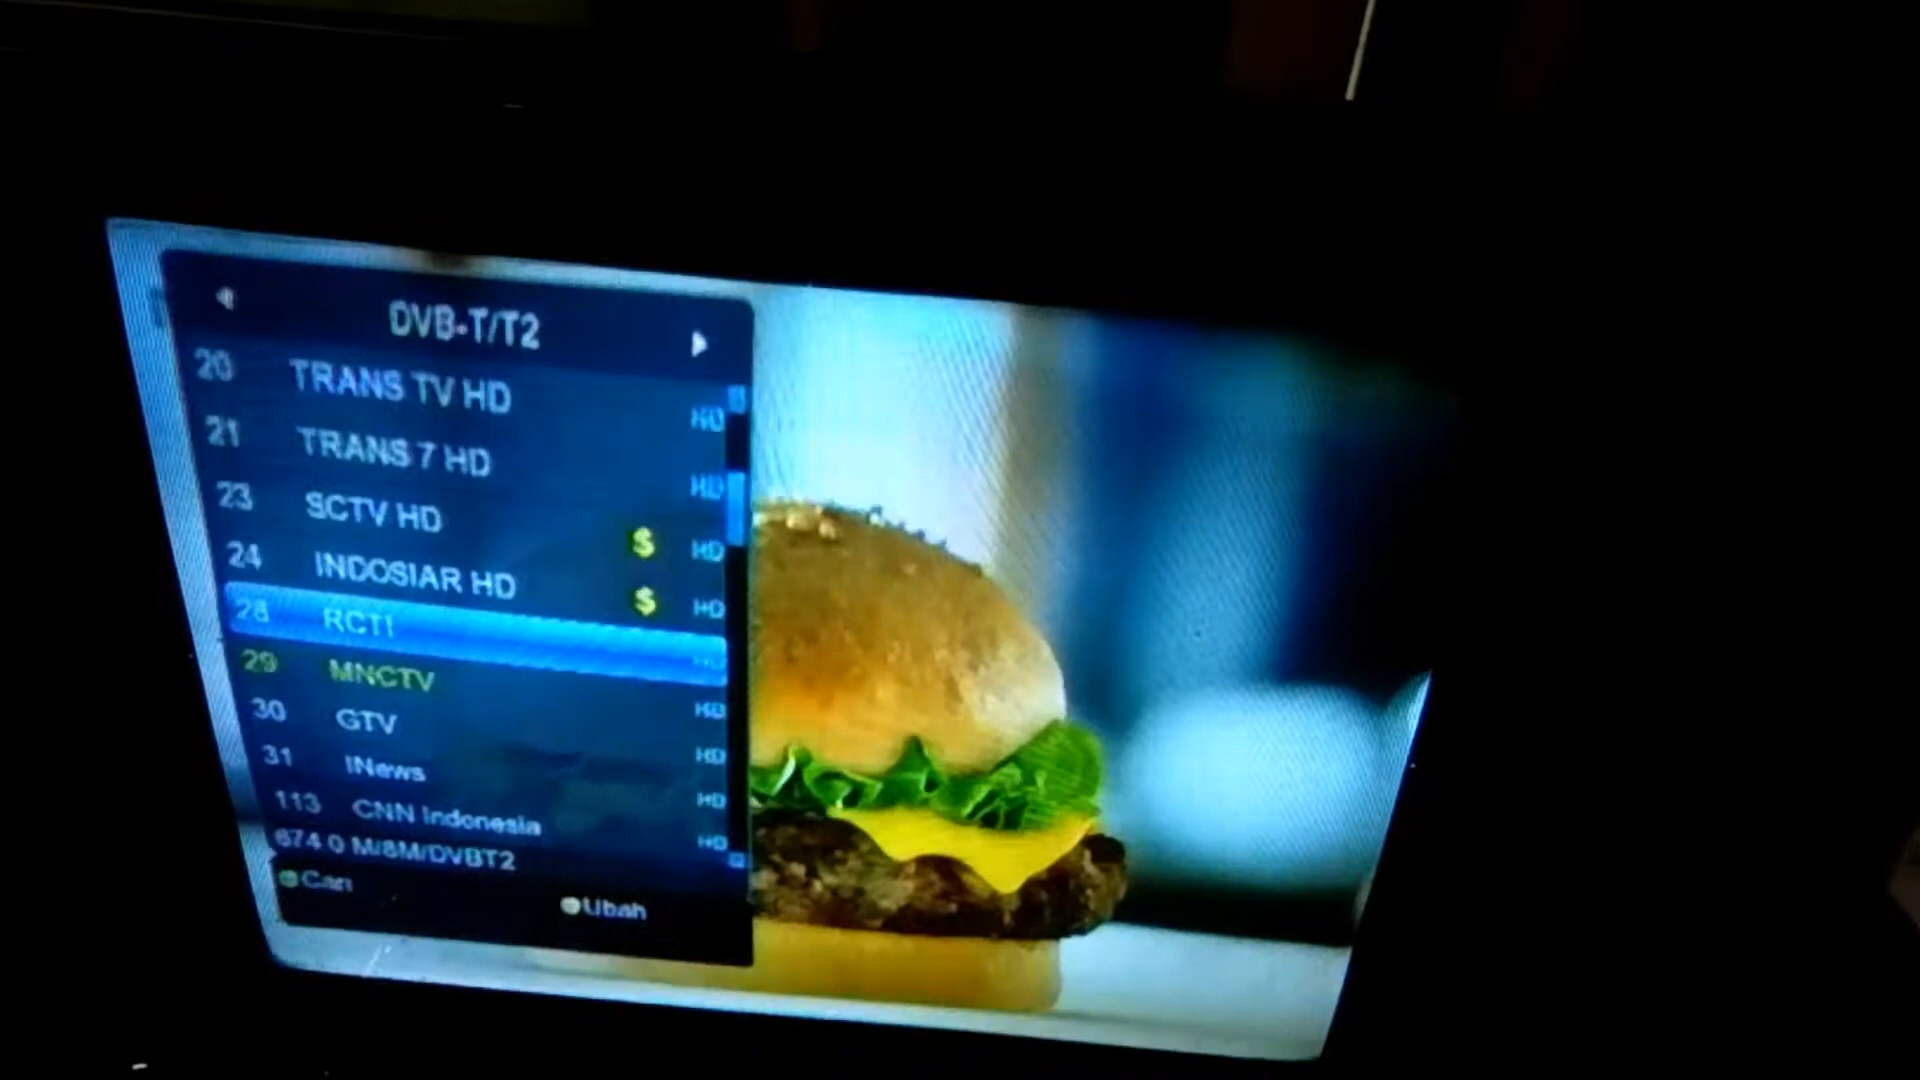 DVB-T/T2
20 TRANS TV HD HD
21 TRANS 7 HD HD
23 SCTV HD $ HD
24 INDOSIAR HD $ HD
28 RCTI HD
29 MNCTV HD
30 GTV HD
31 INews HD
113 CNN Indonesia HD
674.0 M/8M/DVBT2
Cari Ubah